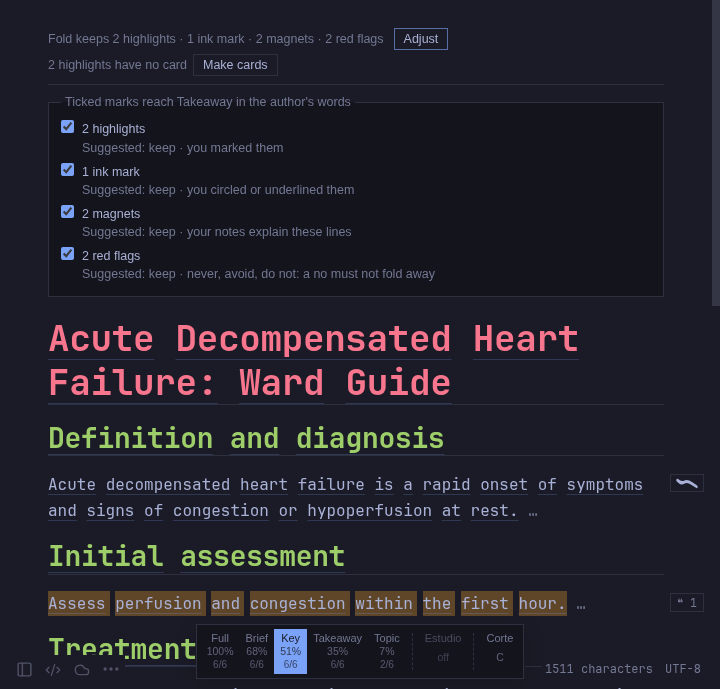 Fold keeps 2 highlights · 1 ink mark · 2 magnets · 2 red flags Adjust
2 highlights have no card Make cards
Ticked marks reach Takeaway in the author's words
2 highlights
Suggested: keep · you marked them
1 ink mark
Suggested: keep · you circled or underlined them
2 magnets
Suggested: keep · your notes explain these lines
2 red flags
Suggested: keep · never, avoid, do not: a no must not fold away
Acute Decompensated Heart
Failure: Ward Guide
Definition and diagnosis
Acute decompensated heart failure is a rapid onset of symptoms
and signs of congestion or hypoperfusion at rest. …
Initial assessment
Assess perfusion and congestion within the first hour. …
❝ 1
Treatment
Full Brief Key Takeaway Topic Estudio Corte
100% 68% 51% 35% 7% off C
6/6 6/6 6/6 6/6 2/6
1511 characters UTF-8